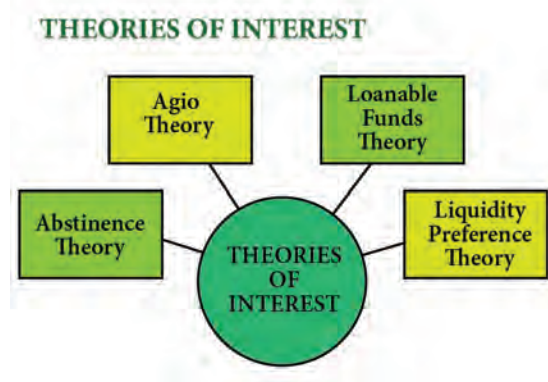 THEORIES OF INTEREST
Agio
Theory
Loanable
Funds
Theory
Abstinence
Theory
Liquidity
Preference
Theory
THEORIES
OF
INTEREST